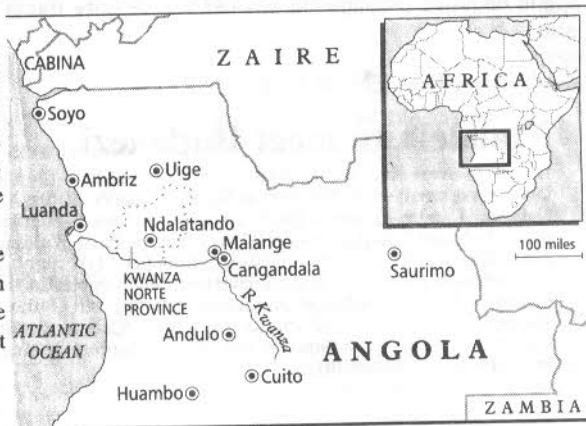 ZAIRE
CABINA
AFRICA
Soyo
Uige
Ambriz
Luanda
Ndalatando
Malange
Cangandala
Saurimo
100 miles
KWANZA
NORTE
PROVINCE
R. Kwanza
ATLANTIC
OCEAN
Andulo
ANGOLA
Cuito
Huambo
ZAMBIA